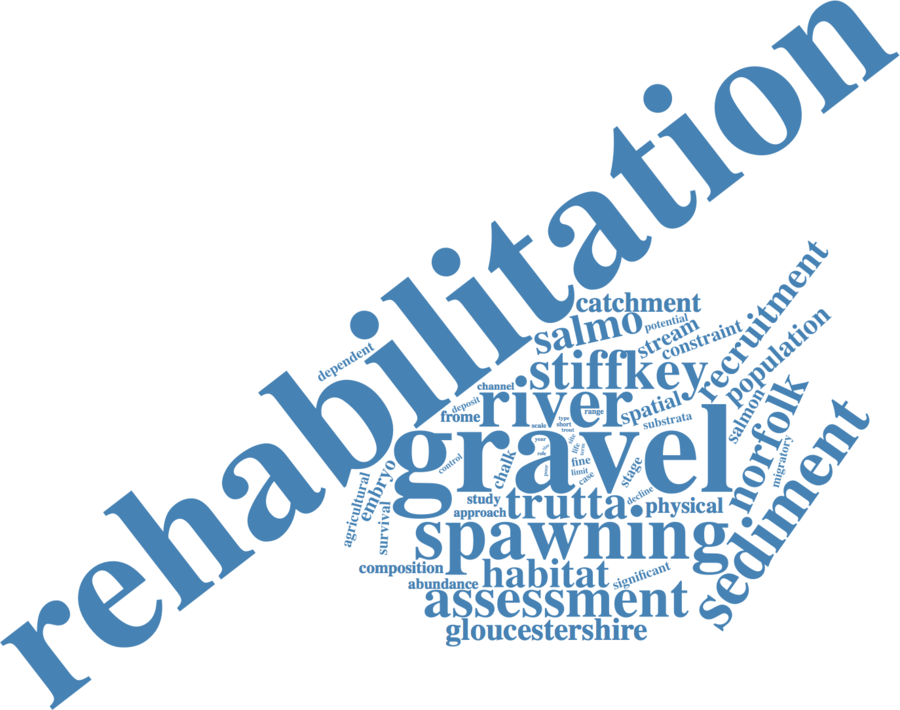 rehabilitation
catchment
salmo
potential
stream
constraint
recruitment
dependent
stiffkey
population
channel
river
deposit
frome
range
spatial
substrata
salmon
norfolk
type
short
trout
scale
gravel
year
site
life
term
role
control
chalk
fine
limit
case
stage
migratory
sediment
agricultural
embryo
survival
study
approach
trutta
decline
physical
spawning
composition
habitat
significant
abundance
assessment
gloucestershire